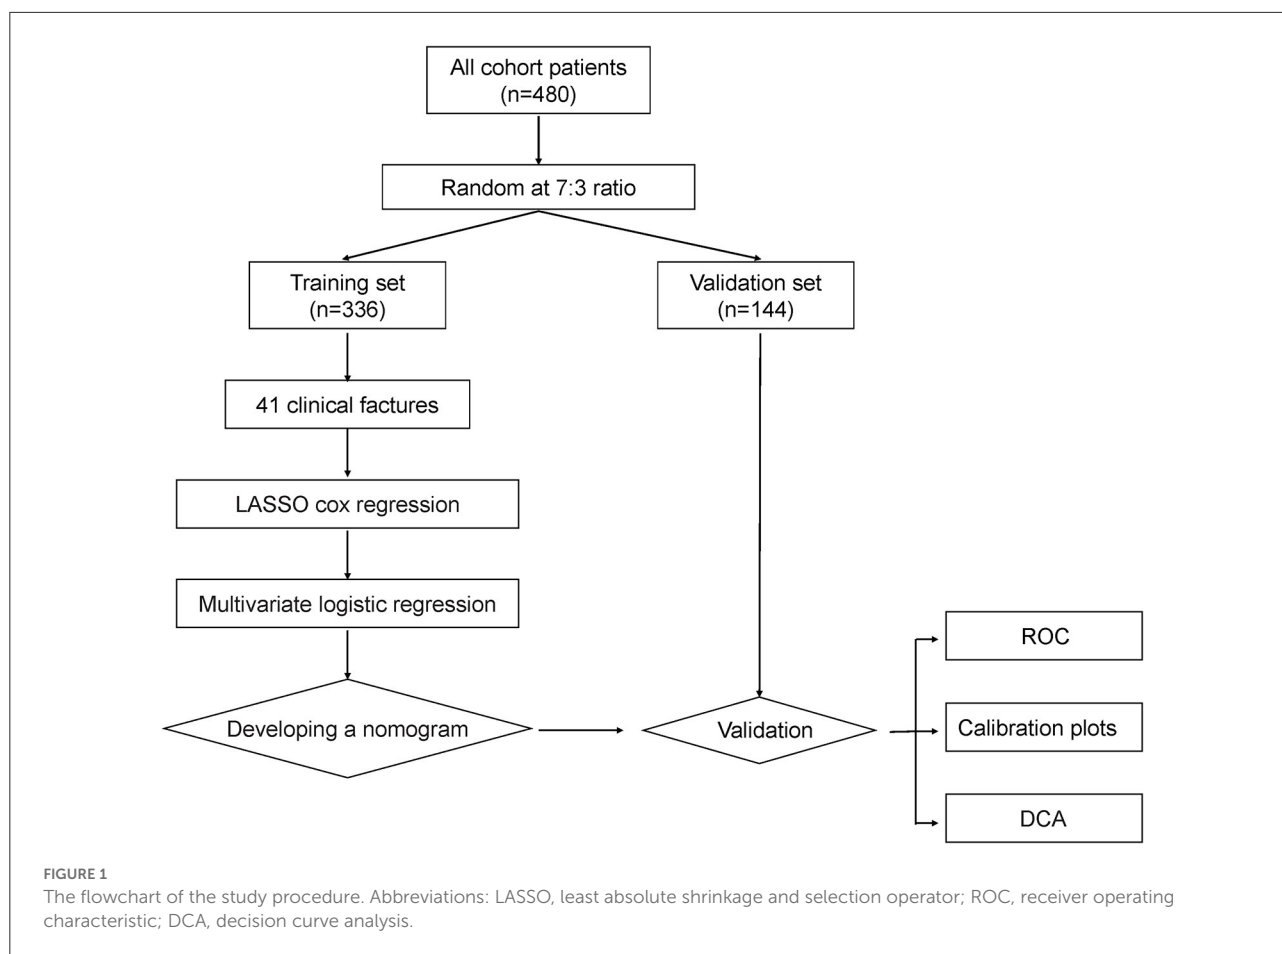 All cohort patients
(n=480)
Random at 7:3 ratio
Training set
(n=336)
Validation set
(n=144)
41 clinical factures
LASSO cox regression
Multivariate logistic regression
Developing a nomogram
Validation
ROC
Calibration plots
DCA
FIGURE 1
The flowchart of the study procedure. Abbreviations: LASSO, least absolute shrinkage and selection operator; ROC, receiver operating
characteristic; DCA, decision curve analysis.